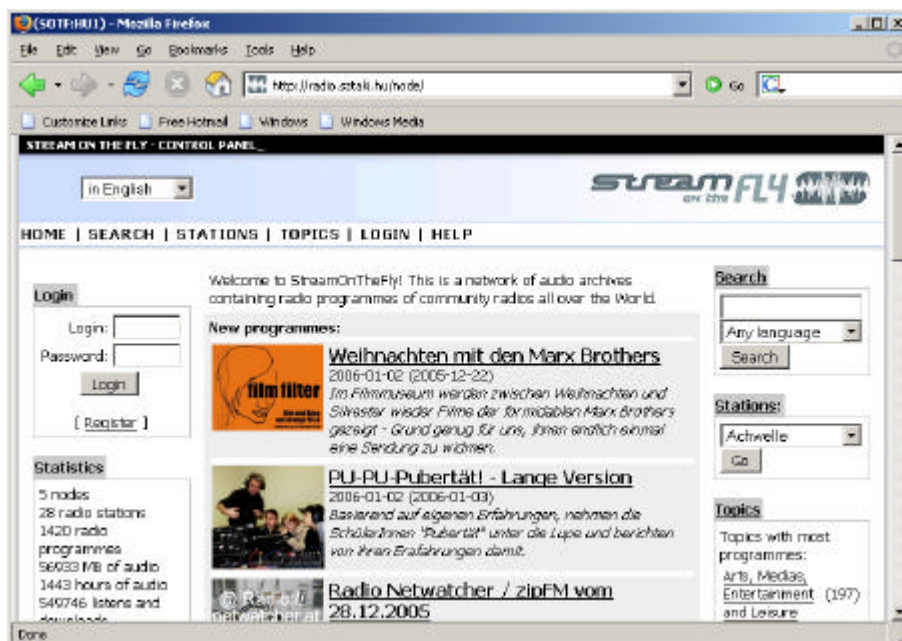 (SOTF:HU1) - Mozilla Firefox
File Edit View Go Bookmarks Tools Help
http://radio.sztaki.hu/node/
Go
Customize Links Free Hotmail Windows Windows Media
STREAM ON THE FLY - CONTROL PANEL_
in English
stream on the FLY
HOME | SEARCH | STATIONS | TOPICS | LOGIN | HELP
Login
Login:
Password:
Login
[ Register ]
Statistics
5 nodes
28 radio stations
1420 radio
programmes
56933 MB of audio
1443 hours of audio
549746 listens and
downloads
Welcome to StreamOnTheFly! This is a network of audio archives
containing radio programmes of community radios all over the World.
New programmes:
film filter
Weihnachten mit den Marx Brothers
2006-01-02 (2005-12-22)
Im Filmmuseum werden zwischen Weihnachten und
Silvester wieder Filme der formidablen Marx Brothers
gezeigt - Grund genug für uns, ihnen endlich einmal
eine Sendung zu widmen.
PU-PU-Pubertät! - Lange Version
2006-01-02 (2006-01-03)
Basierend auf eigenen Erfahrungen, nehmen die
SchülerInnen "Pubertät" unter die Lupe und berichten
von ihren Erafahrungen damit.
@ Radio //
netwatcher.at
Radio Netwatcher / zipFM vom
28.12.2005
Search
Any language
Search
Stations:
Achwelle
Go
Topics
Topics with most
programmes:
Arts, Medias,
Entertainment (197)
and Leisure
Done